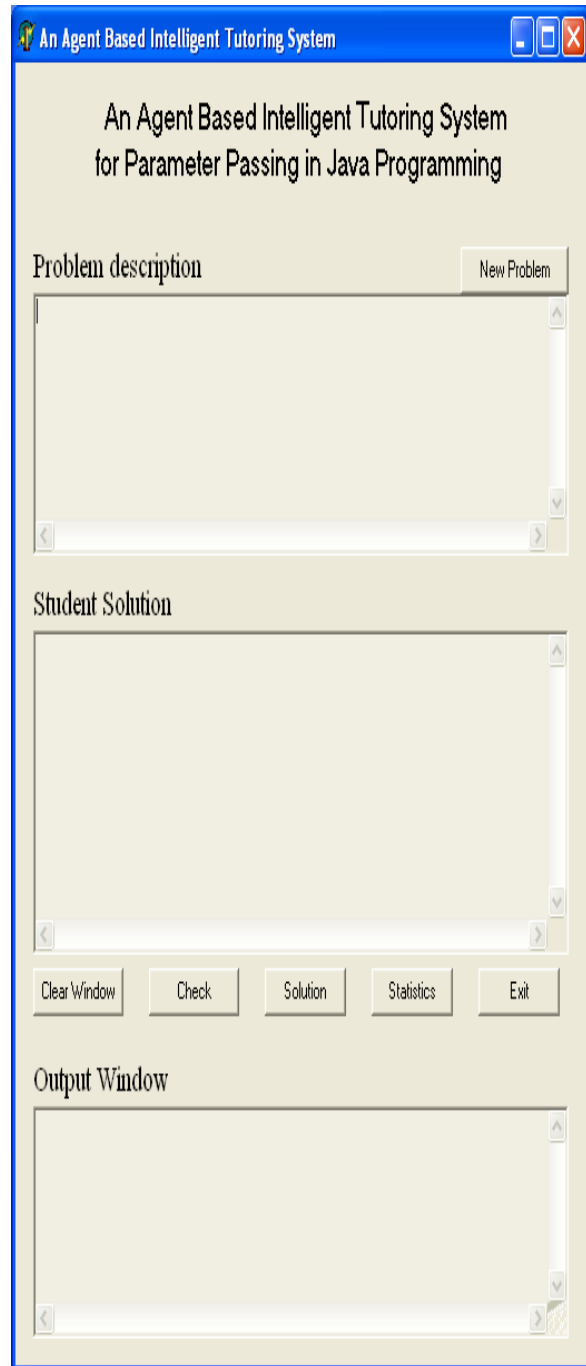 An Agent Based Intelligent Tutoring System
An Agent Based Intelligent Tutoring System
for Parameter Passing in Java Programming
Problem description
New Problem
Student Solution
Clear Window
Check
Solution
Statistics
Exit
Output Window